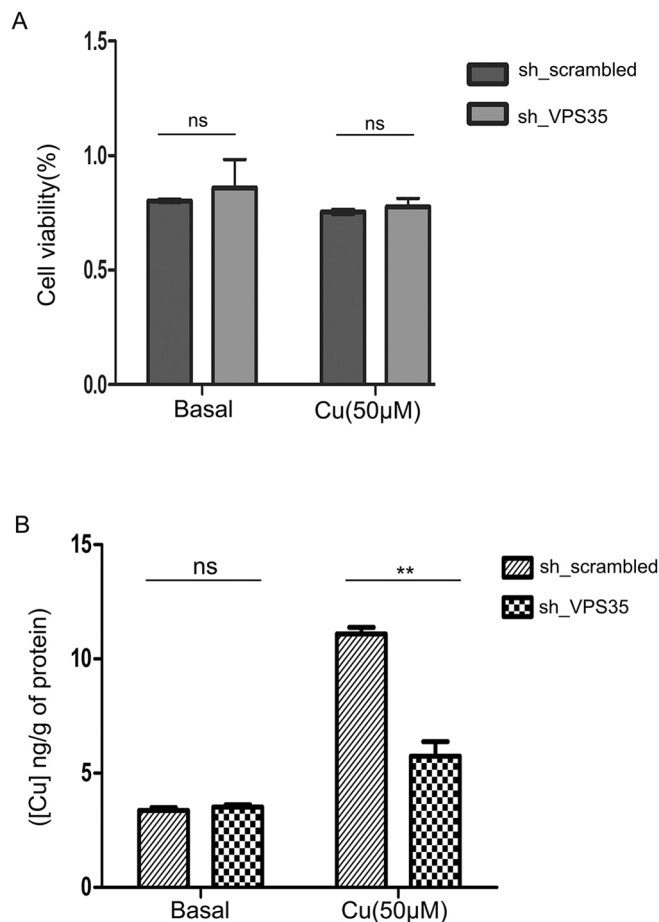 A
1.5
1.0
0.5
0.0
Cell viability(%)
ns
ns
Basal
Cu(50µM)
sh_scrambled
sh_VPS35
B
15
10
5
0
([Cu] ng/g of protein)
ns
**
Basal
Cu(50µM)
sh_scrambled
sh_VPS35